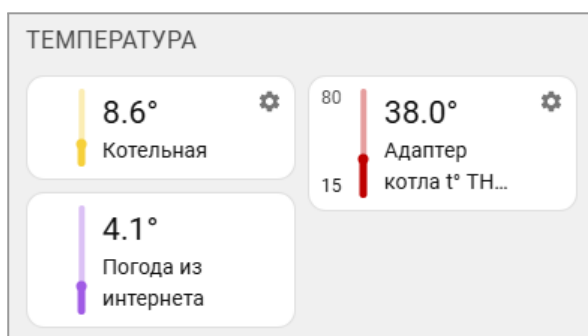 ТЕМПЕРАТУРА
8.6°
Котельная
80
38.0°
Адаптер
15
котла t° ТН...
4.1°
Погода из
интернета